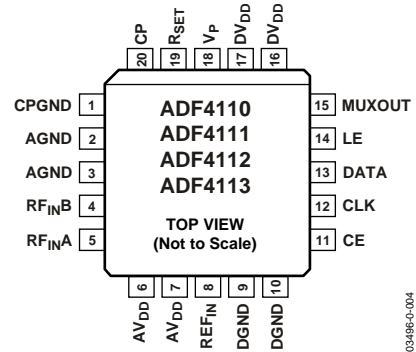 CP RSET VP DVDD DVDD
20 19 18 17 16
CPGND 1
AGND 2
AGND 3
RFINB 4
RFINA 5
ADF4110
ADF4111
ADF4112
ADF4113
TOP VIEW
(Not to Scale)
15 MUXOUT
14 LE
13 DATA
12 CLK
11 CE
6 7 8 9 10
AVDD AVDD REFIN DGND DGND
03496-0-004